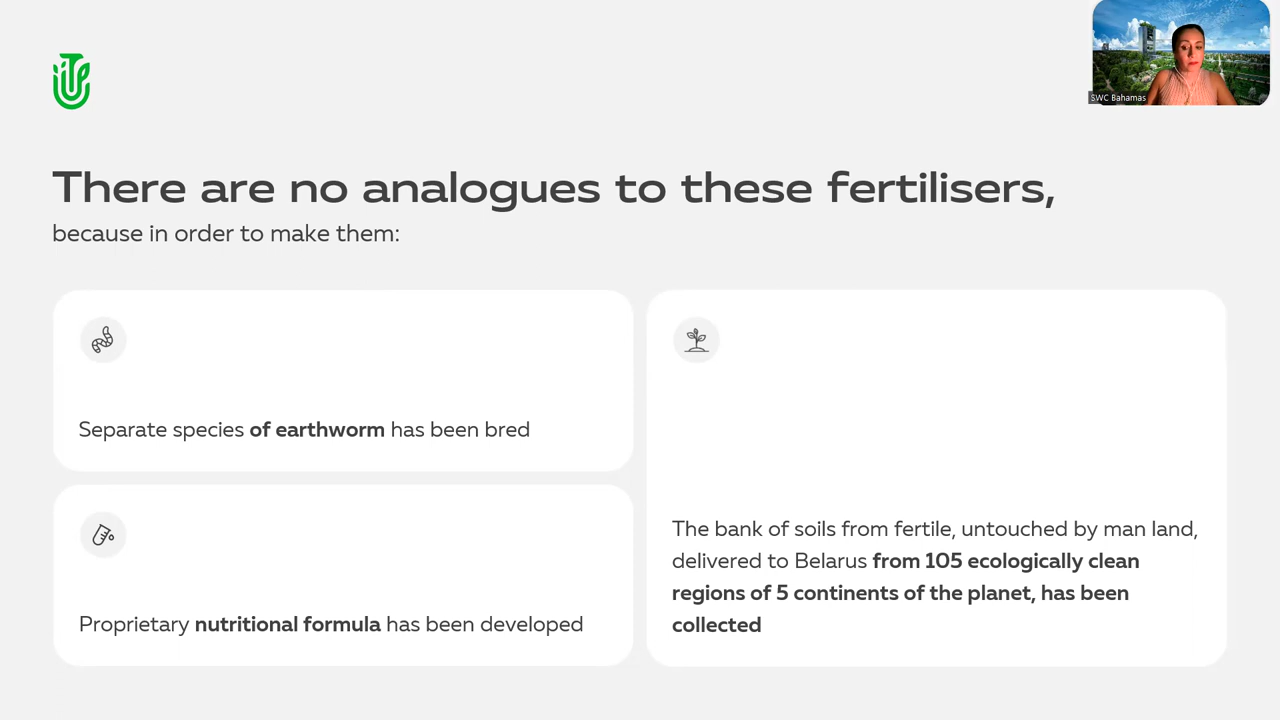 SWC Bahamas
There are no analogues to these fertilisers,
because in order to make them:
Separate species of earthworm has been bred
Proprietary nutritional formula has been developed
The bank of soils from fertile, untouched by man land,
delivered to Belarus from 105 ecologically clean
regions of 5 continents of the planet, has been
collected